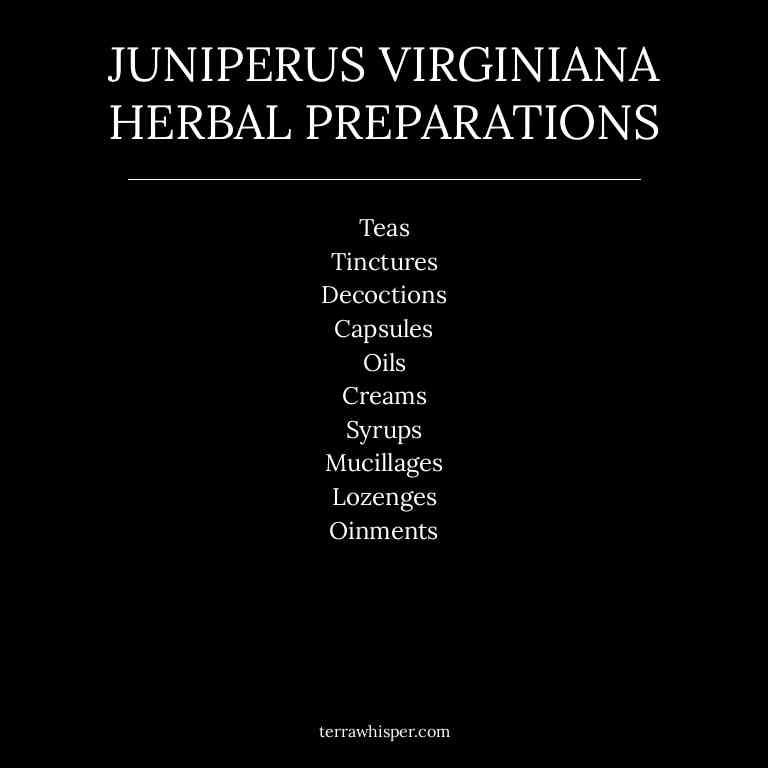 JUNIPERUS VIRGINIANA
HERBAL PREPARATIONS
Teas
Tinctures
Decoctions
Capsules
Oils
Creams
Syrups
Mucillages
Lozenges
Oinments
terrawhisper.com